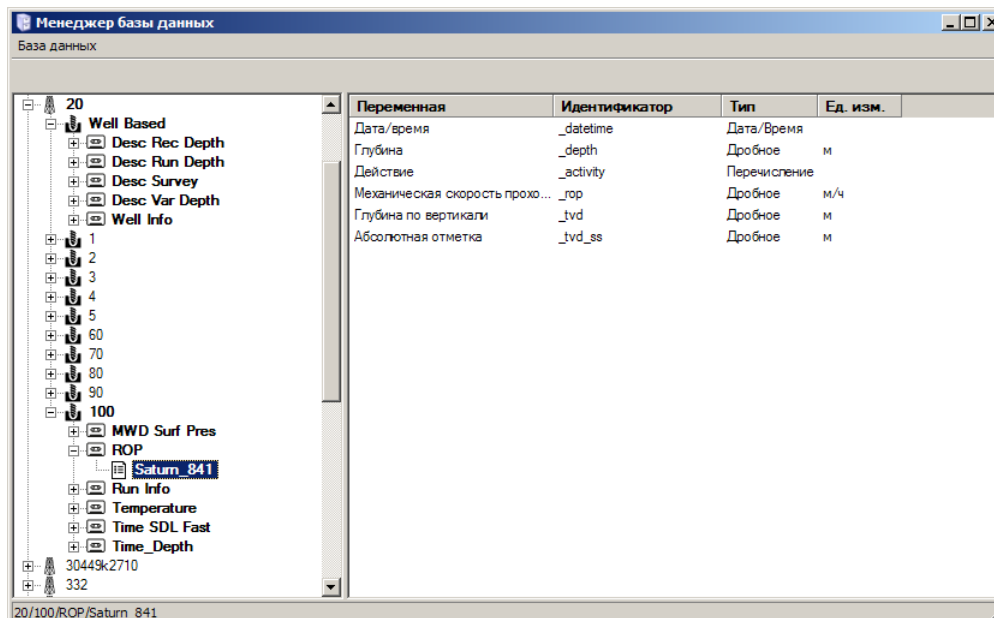 Менеджер базы данных
База данных
20
Well Based
Desc Rec Depth
Desc Run Depth
Desc Survey
Desc Var Depth
Well Info
1
2
3
4
5
60
70
80
90
100
MWD Surf Pres
ROP
Saturn_841
Run Info
Temperature
Time SDL Fast
Time_Depth
30449k2710
332
Переменная Идентификатор Тип Ед. изм.
Дата/время _datetime Дата/Время
Глубина _depth Дробное м
Действие _activity Перечисление
Механическая скорость прохо... _rop Дробное м/ч
Глубина по вертикали _tvd Дробное м
Абсолютная отметка _tvd_ss Дробное м
20/100/ROP/Saturn_841